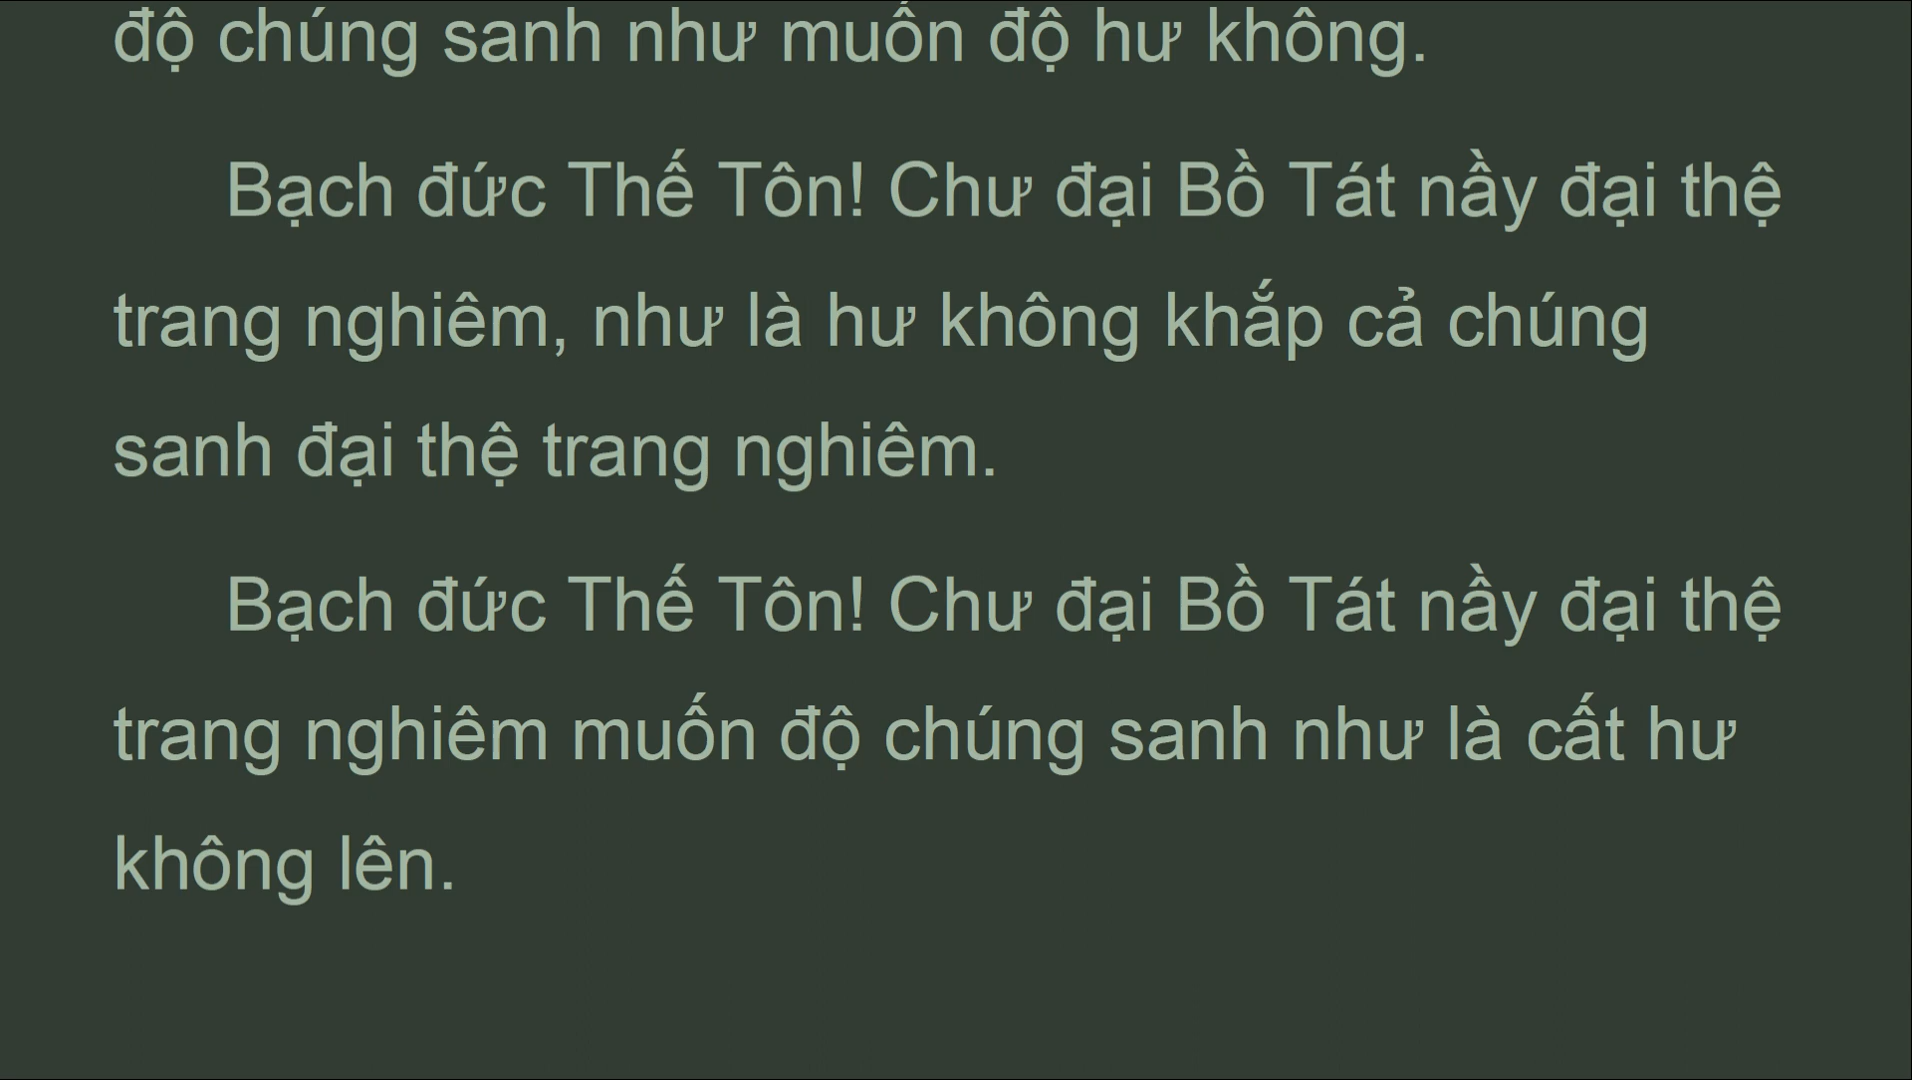 độ chúng sanh như muốn độ hư không.
Bạch đức Thế Tôn! Chư đại Bồ Tát nầy đại thệ
trang nghiêm, như là hư không khắp cả chúng
sanh đại thệ trang nghiêm.
Bạch đức Thế Tôn! Chư đại Bồ Tát nầy đại thệ
trang nghiêm muốn độ chúng sanh như là cất hư
không lên.